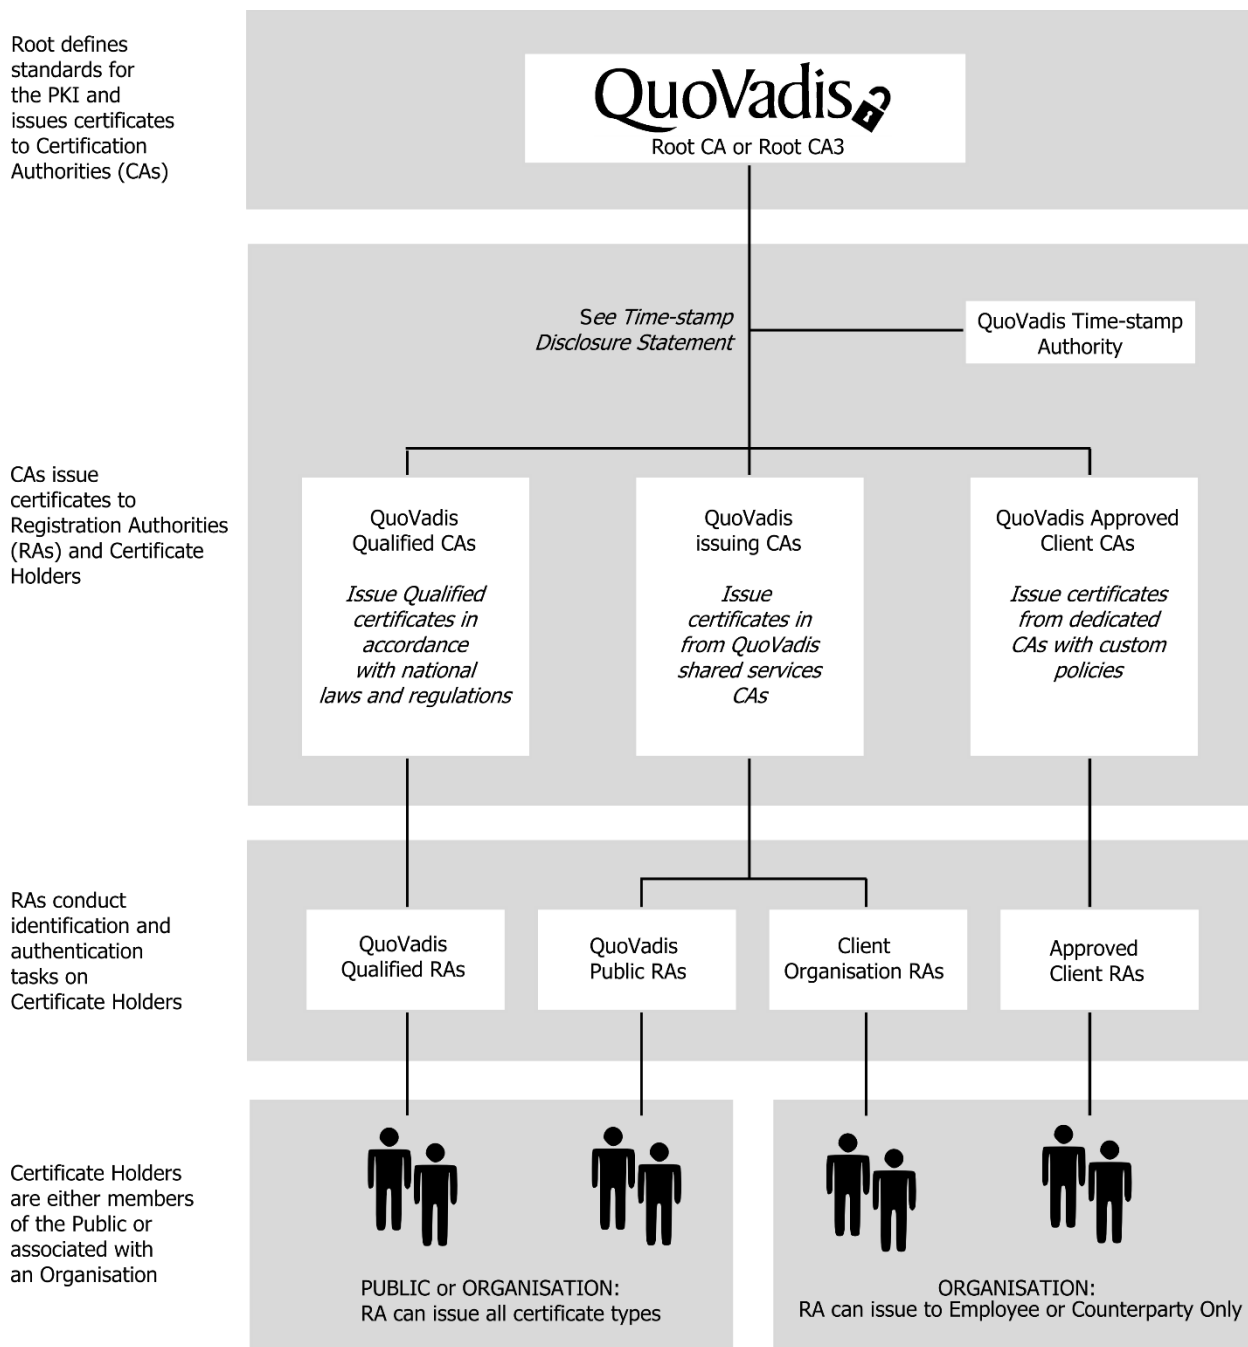 Root defines
standards for
the PKI and
issues certificates
to Certification
Authorities (CAs)
QuoVadis
Root CA or Root CA3
See Time-stamp
Disclosure Statement
QuoVadis Time-stamp
Authority
CAs issue
certificates to
Registration Authorities
(RAs) and Certificate
Holders
QuoVadis
Qualified CAs
Issue Qualified
certificates in
accordance
with national
laws and regulations
QuoVadis
issuing CAs
Issue
certificates in
from QuoVadis
shared services
CAs
QuoVadis Approved
Client CAs
Issue certificates
from dedicated
CAs with custom
policies
RAs conduct
identification and
authentication
tasks on
Certificate Holders
QuoVadis
Qualified RAs
QuoVadis
Public RAs
Client
Organisation RAs
Approved
Client RAs
Certificate Holders
are either members
of the Public or
associated with
an Organisation
PUBLIC or ORGANISATION:
RA can issue all certificate types
ORGANISATION:
RA can issue to Employee or Counterparty Only